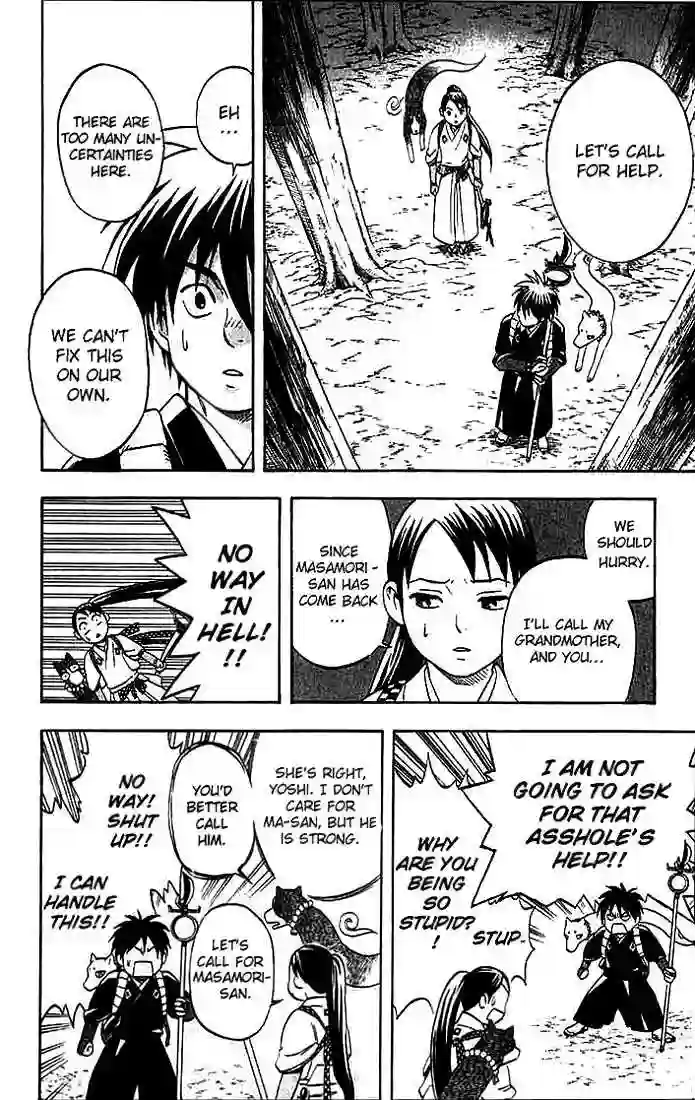 LET'S CALL
FOR HELP.
EH
...
THERE ARE
TOO MANY UN-
CERTAINTIES
HERE.
WE CAN'T
FIX THIS
ON OUR
OWN.
WE
SHOULD
HURRY.
I'LL CALL MY
GRANDMOTHER,
AND YOU...
SINCE
MASAMORI -
SAN HAS
COME BACK
...
NO
WAY
IN
HELL!
!!
I AM NOT
GOING TO ASK
FOR THAT
ASSHOLE'S
HELP!!
WHY
ARE YOU
BEING
SO
STUPID?
!
STUP-
SHE'S RIGHT,
YOSHI. I DON'T
CARE FOR
MA-SAN, BUT HE
IS STRONG.
YOU'D
BETTER
CALL
HIM.
LET'S
CALL FOR
MASAMORI-
SAN.
NO
WAY!
SHUT
UP!!
I CAN
HANDLE
THIS!!